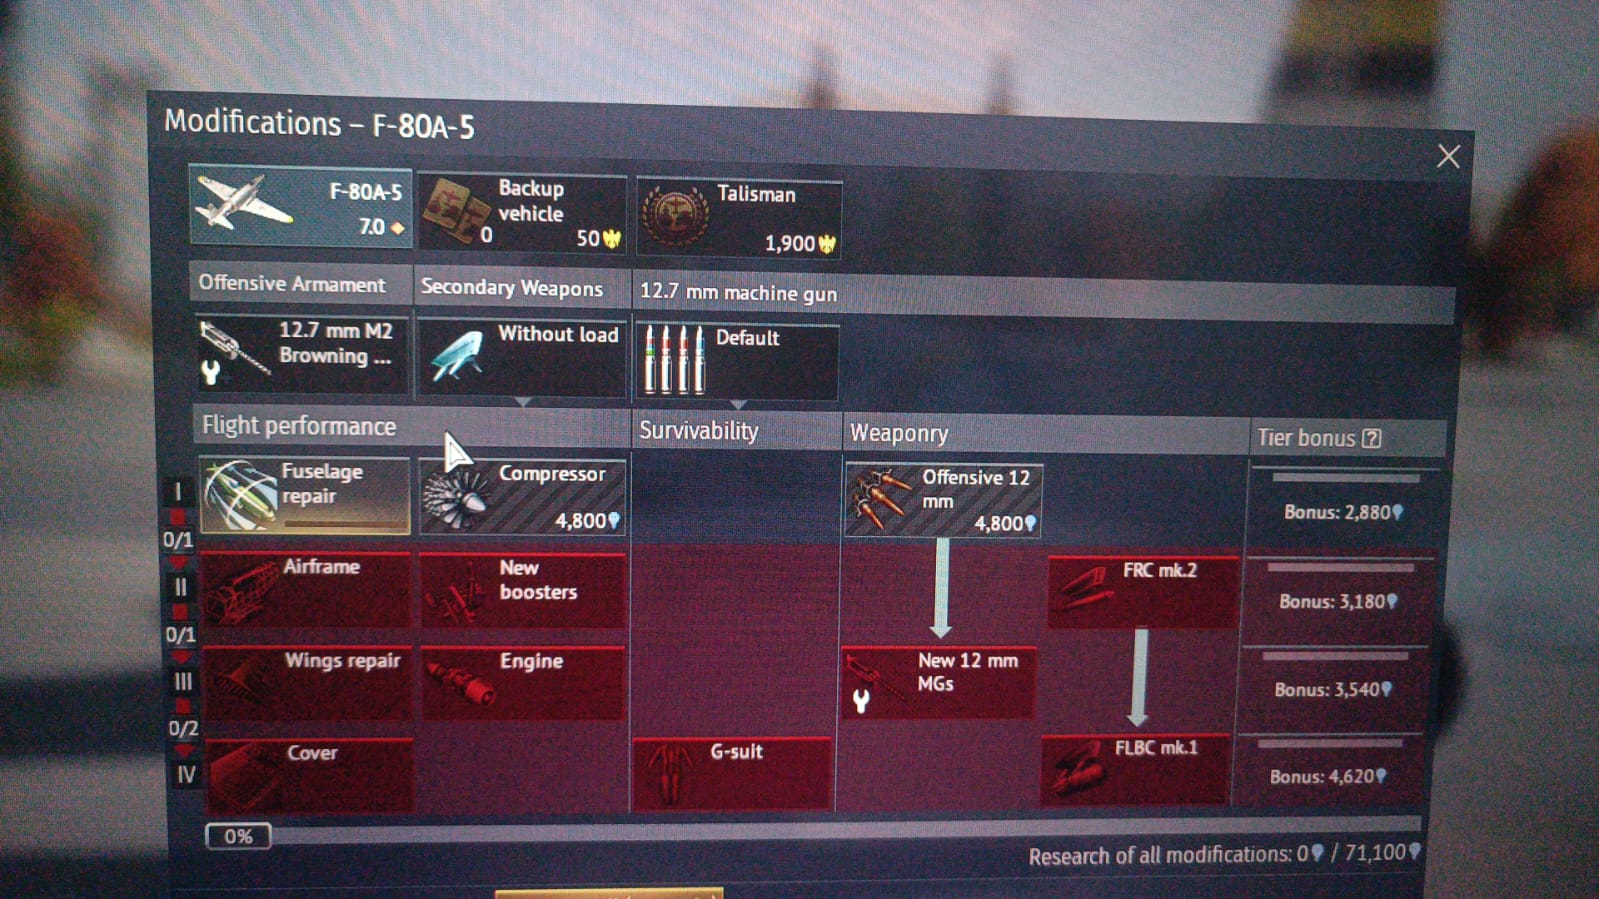 Modifications – F-80A-5
F-80A-5
7.0
Backup
vehicle
0
50
Talisman
1,900
Offensive Armament
Secondary Weapons
12.7 mm machine gun
12.7 mm M2
Browning ...
Without load
Default
Flight performance
Survivability
Weaponry
Tier bonus [?]
I
Fuselage
repair
Compressor
4,800
Offensive 12
mm
4,800
Bonus: 2,880
0/1
II
Airframe
New
boosters
FRC mk.2
Bonus: 3,180
0/1
III
Wings repair
Engine
New 12 mm
MGs
Bonus: 3,540
0/2
IV
Cover
G-suit
FLBC mk.1
Bonus: 4,620
0%
Research of all modifications: 0 / 71,100